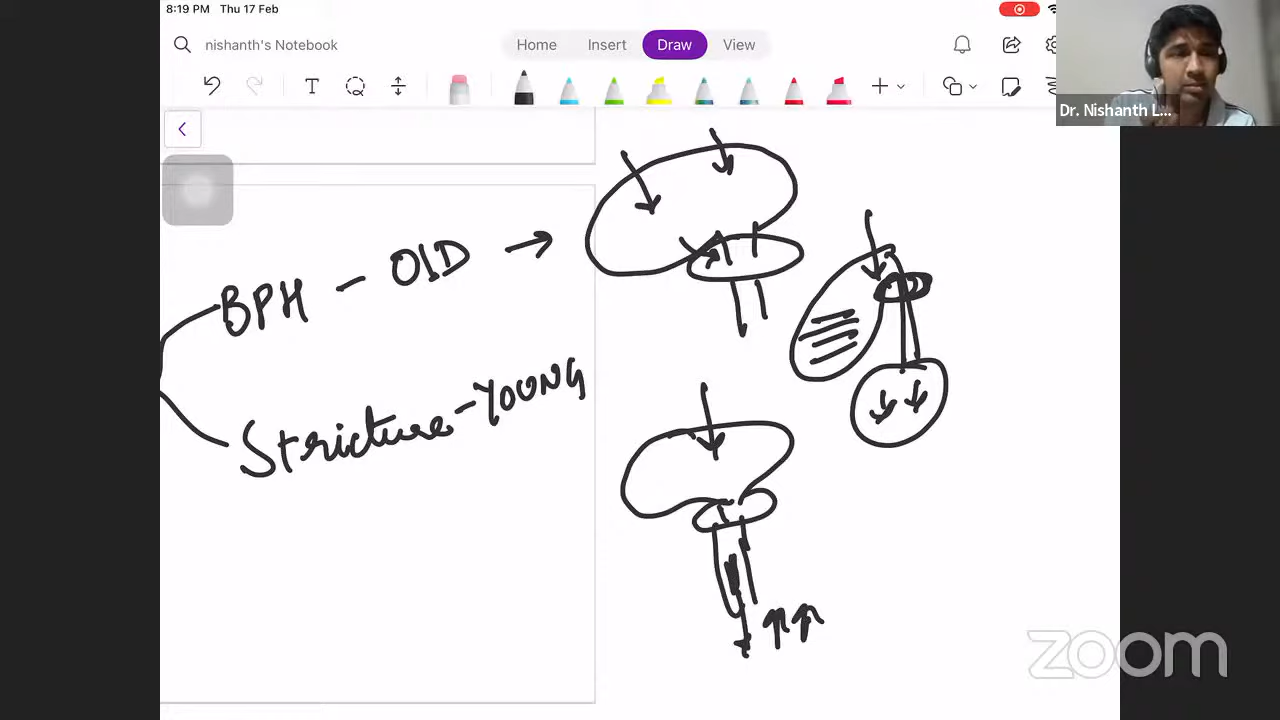 8:19 PM Thu 17 Feb
nishanth's Notebook
Home Insert Draw View
T
Dr. Nishanth L...
BPH - OlD →
Stricture - YOUNG
↑↑
zoom